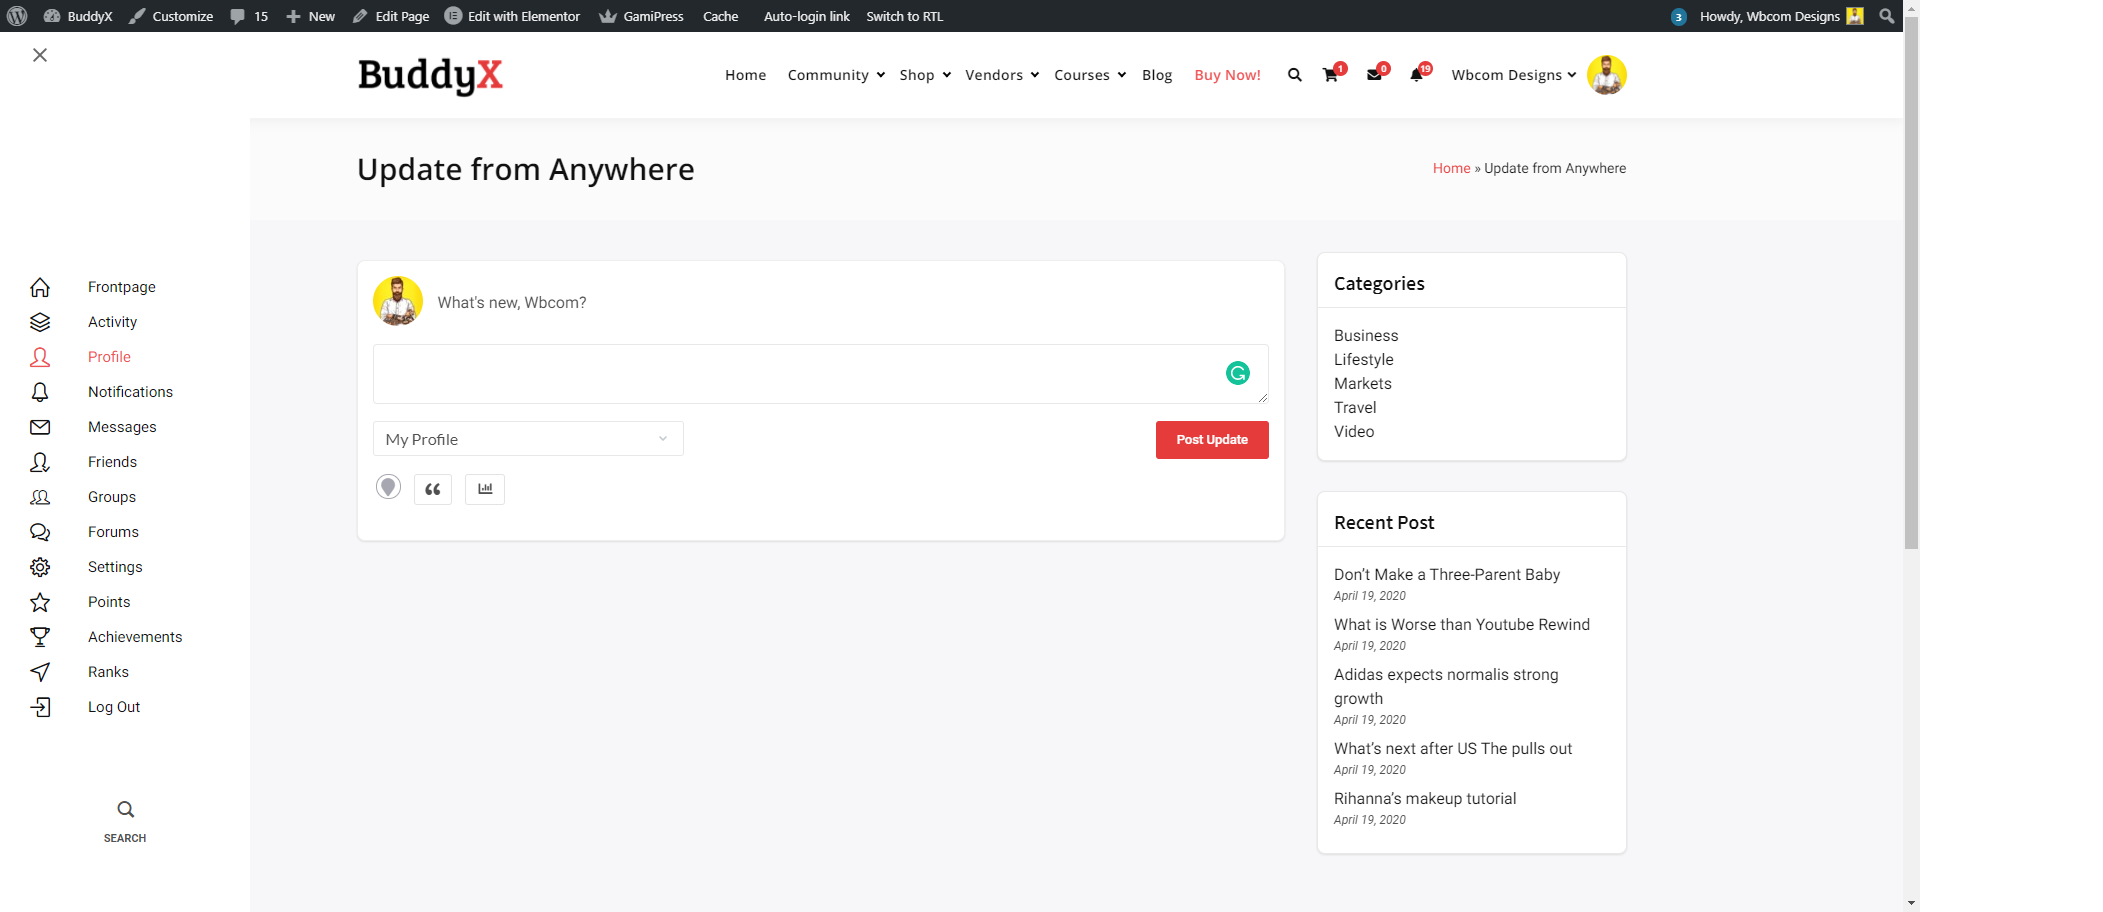 BuddyX Customize 15 New Edit Page Edit with Elementor GamiPress Cache Auto-login link Switch to RTL 3 Howdy, Wbcom Designs
BuddyX Home Community Shop Vendors Courses Blog Buy Now! 1 0 19 Wbcom Designs
Update from Anywhere
Home » Update from Anywhere
Frontpage
Activity
Profile
Notifications
Messages
Friends
Groups
Forums
Settings
Points
Achievements
Ranks
Log Out
SEARCH
What's new, Wbcom?
My Profile
Post Update
Categories
Business
Lifestyle
Markets
Travel
Video
Recent Post
Don’t Make a Three-Parent Baby
April 19, 2020
What is Worse than Youtube Rewind
April 19, 2020
Adidas expects normalis strong
growth
April 19, 2020
What’s next after US The pulls out
April 19, 2020
Rihanna’s makeup tutorial
April 19, 2020